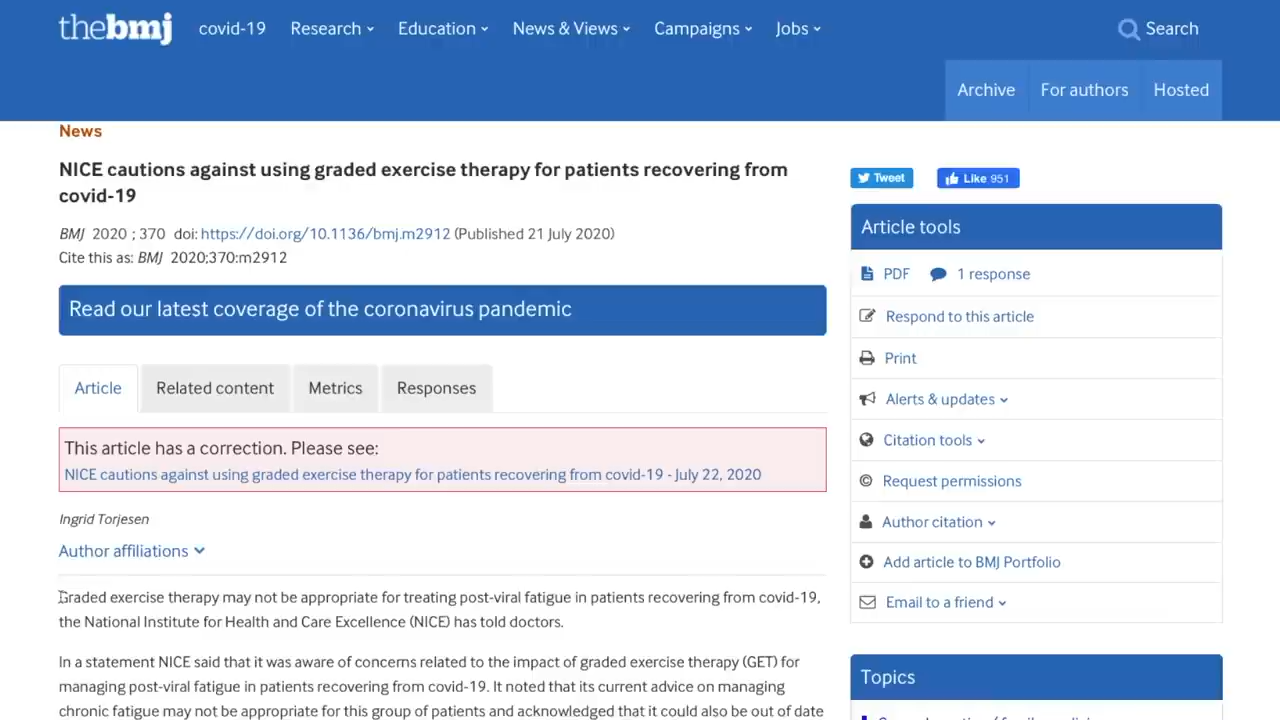 thebmj covid-19 Research Education News & Views Campaigns Jobs Search
Archive For authors Hosted
News
NICE cautions against using graded exercise therapy for patients recovering from
covid-19
BMJ 2020 ; 370 doi: https://doi.org/10.1136/bmj.m2912 (Published 21 July 2020)
Cite this as: BMJ 2020;370:m2912
Read our latest coverage of the coronavirus pandemic
Article Related content Metrics Responses
This article has a correction. Please see:
NICE cautions against using graded exercise therapy for patients recovering from covid-19 - July 22, 2020
Ingrid Torjesen
Author affiliations
Graded exercise therapy may not be appropriate for treating post-viral fatigue in patients recovering from covid-19,
the National Institute for Health and Care Excellence (NICE) has told doctors.
In a statement NICE said that it was aware of concerns related to the impact of graded exercise therapy (GET) for
managing post-viral fatigue in patients recovering from covid-19. It noted that its current advice on managing
chronic fatigue may not be appropriate for this group of patients and acknowledged that it could also be out of date
Tweet Like 951
Article tools
PDF 1 response
Respond to this article
Print
Alerts & updates
Citation tools
Request permissions
Author citation
Add article to BMJ Portfolio
Email to a friend
Topics